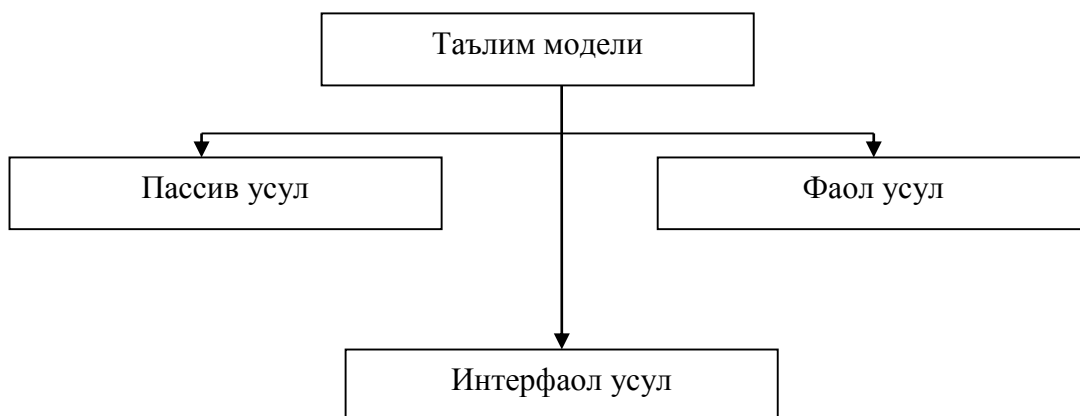 Таълим модели
Пассив усул
Фаол усул
Интерфаол усул